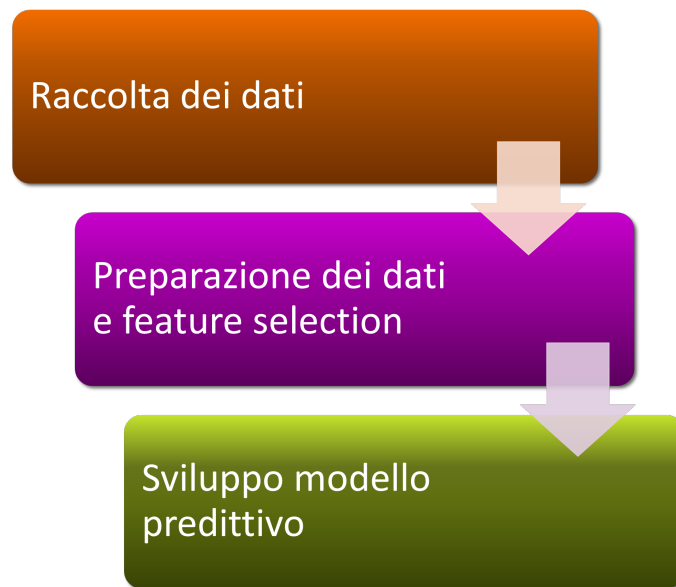 Raccolta dei dati
Preparazione dei dati
e feature selection
Sviluppo modello
predittivo